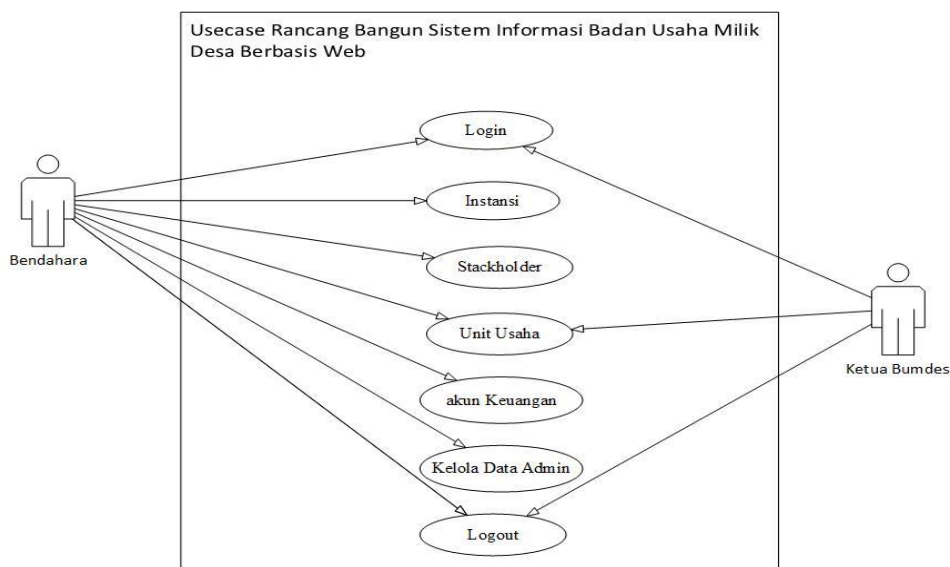 Usecase Rancang Bangun Sistem Informasi Badan Usaha Milik
Desa Berbasis Web
Login
Instansi
Bendahara
Stackholder
Unit Usaha
Ketua Bumdes
akun Keuangan
Kelola Data Admin
Logout